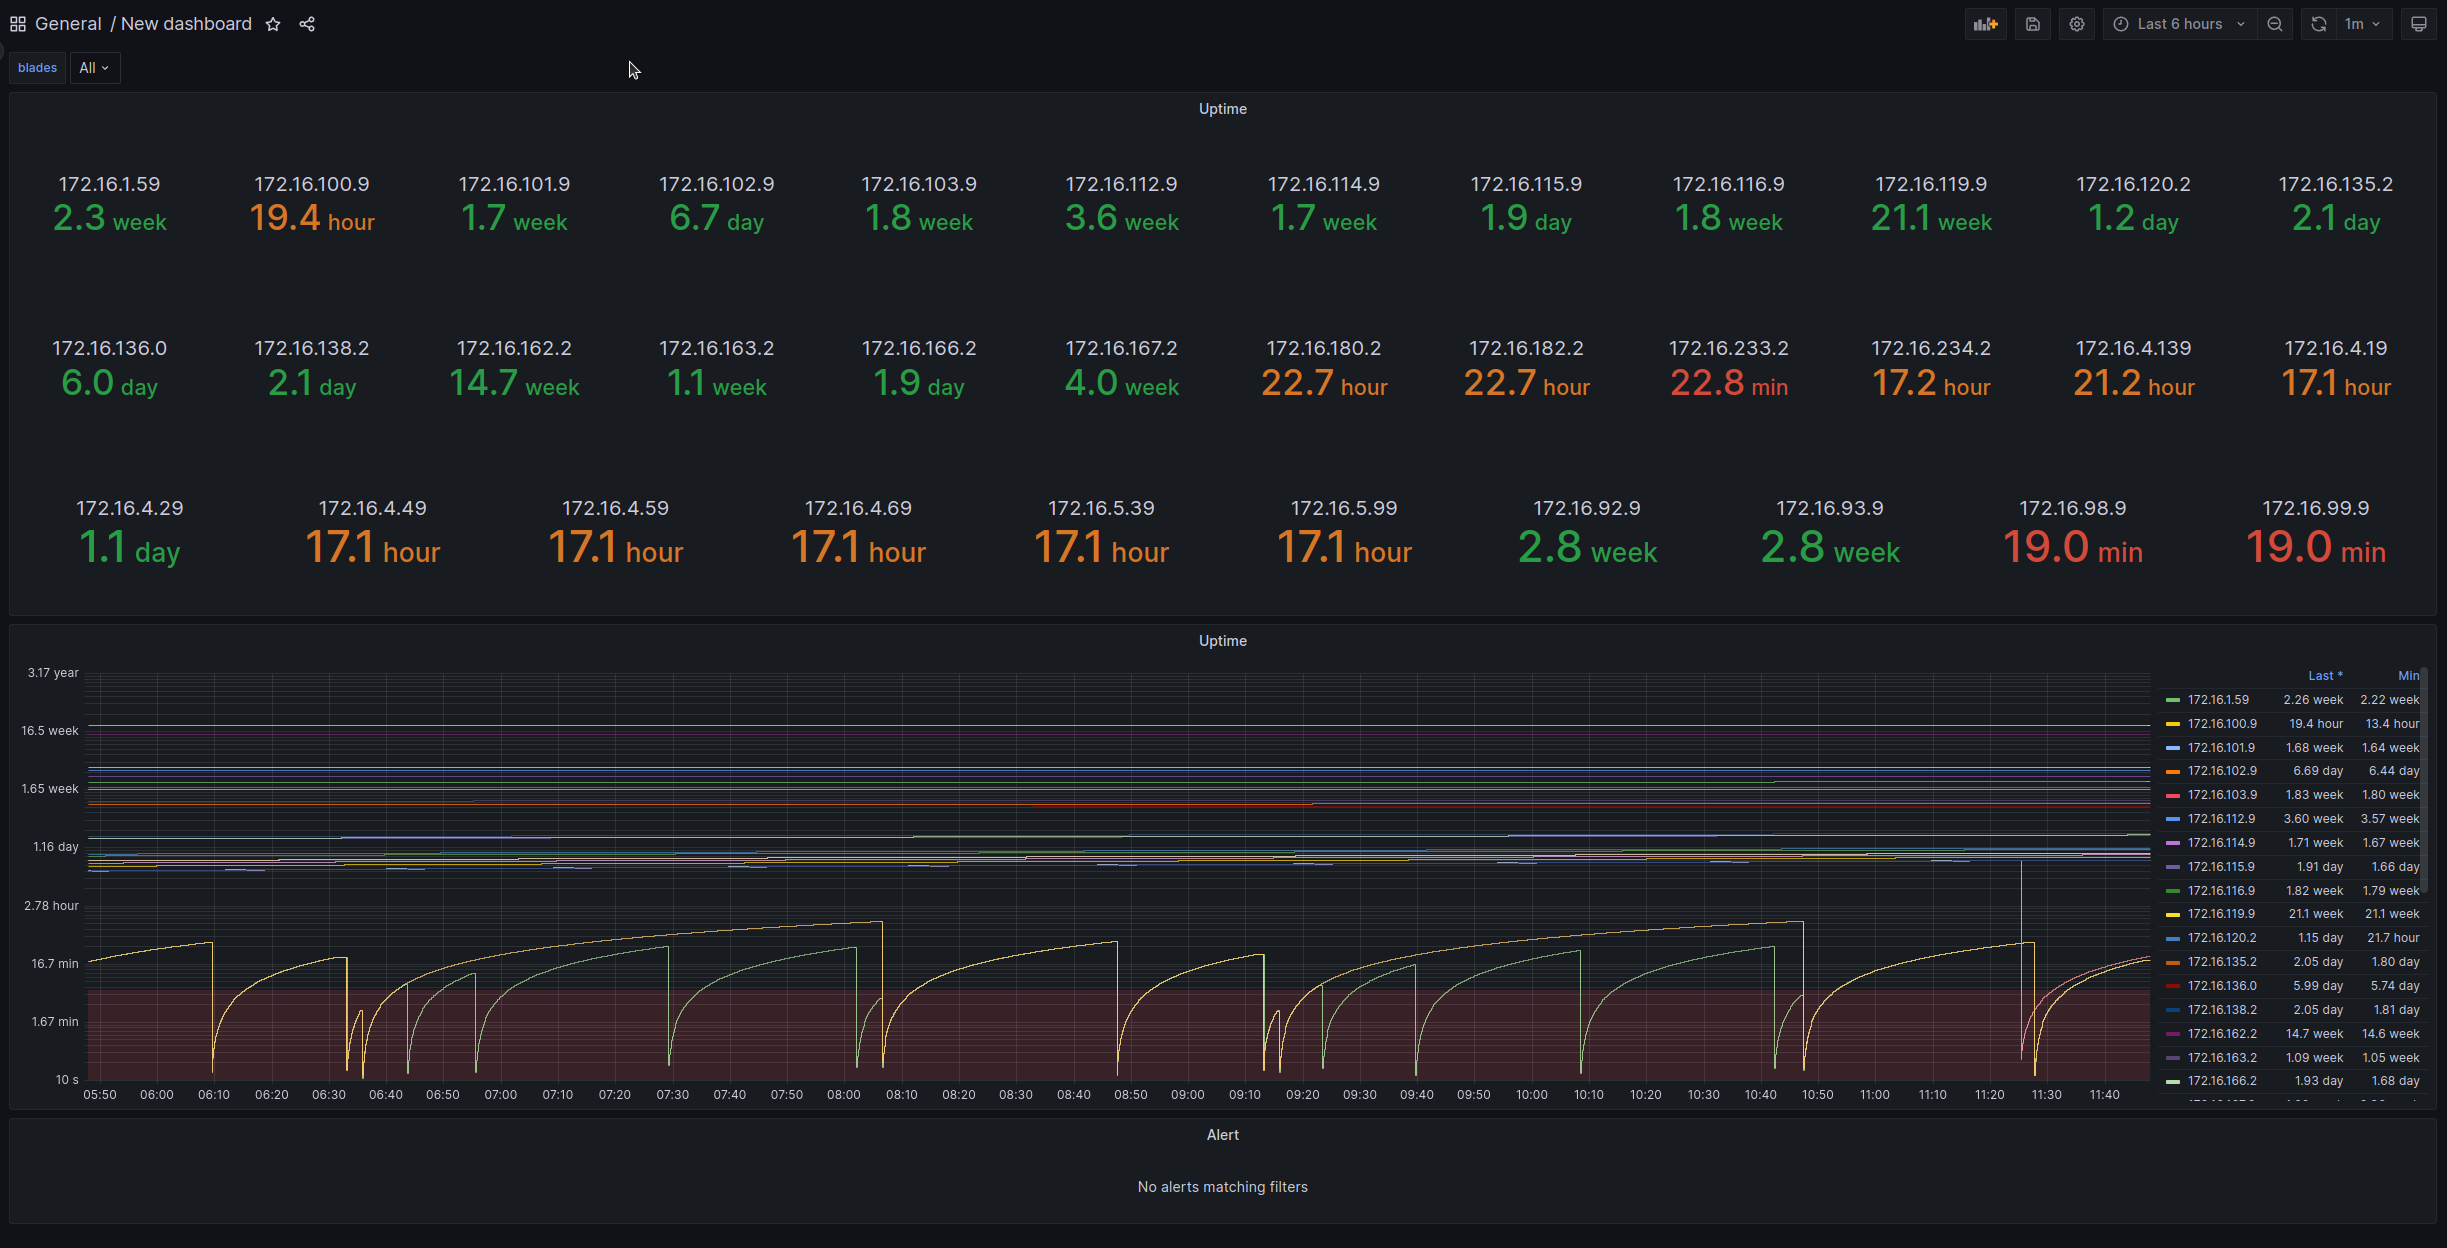 General / New dashboard
Last 6 hours
1m
blades All
Uptime
172.16.1.59 172.16.100.9 172.16.101.9 172.16.102.9 172.16.103.9 172.16.112.9 172.16.114.9 172.16.115.9 172.16.116.9 172.16.119.9 172.16.120.2 172.16.135.2
2.3 week 19.4 hour 1.7 week 6.7 day 1.8 week 3.6 week 1.7 week 1.9 day 1.8 week 21.1 week 1.2 day 2.1 day
172.16.136.0 172.16.138.2 172.16.162.2 172.16.163.2 172.16.166.2 172.16.167.2 172.16.180.2 172.16.182.2 172.16.233.2 172.16.234.2 172.16.4.139 172.16.4.19
6.0 day 2.1 day 14.7 week 1.1 week 1.9 day 4.0 week 22.7 hour 22.7 hour 22.8 min 17.2 hour 21.2 hour 17.1 hour
172.16.4.29 172.16.4.49 172.16.4.59 172.16.4.69 172.16.5.39 172.16.5.99 172.16.92.9 172.16.93.9 172.16.98.9 172.16.99.9
1.1 day 17.1 hour 17.1 hour 17.1 hour 17.1 hour 17.1 hour 2.8 week 2.8 week 19.0 min 19.0 min
Uptime
3.17 year
16.5 week
1.65 week
1.16 day
2.78 hour
16.7 min
1.67 min
10 s
05:50 06:00 06:10 06:20 06:30 06:40 06:50 07:00 07:10 07:20 07:30 07:40 07:50 08:00 08:10 08:20 08:30 08:40 08:50 09:00 09:10 09:20 09:30 09:40 09:50 10:00 10:10 10:20 10:30 10:40 10:50 11:00 11:10 11:20 11:30 11:40
Last * Min
172.16.1.59 2.26 week 2.22 week
172.16.100.9 19.4 hour 13.4 hour
172.16.101.9 1.68 week 1.64 week
172.16.102.9 6.69 day 6.44 day
172.16.103.9 1.83 week 1.80 week
172.16.112.9 3.60 week 3.57 week
172.16.114.9 1.71 week 1.67 week
172.16.115.9 1.91 day 1.66 day
172.16.116.9 1.82 week 1.79 week
172.16.119.9 21.1 week 21.1 week
172.16.120.2 1.15 day 21.7 hour
172.16.135.2 2.05 day 1.80 day
172.16.136.0 5.99 day 5.74 day
172.16.138.2 2.05 day 1.81 day
172.16.162.2 14.7 week 14.6 week
172.16.163.2 1.09 week 1.05 week
172.16.166.2 1.93 day 1.68 day
Alert
No alerts matching filters